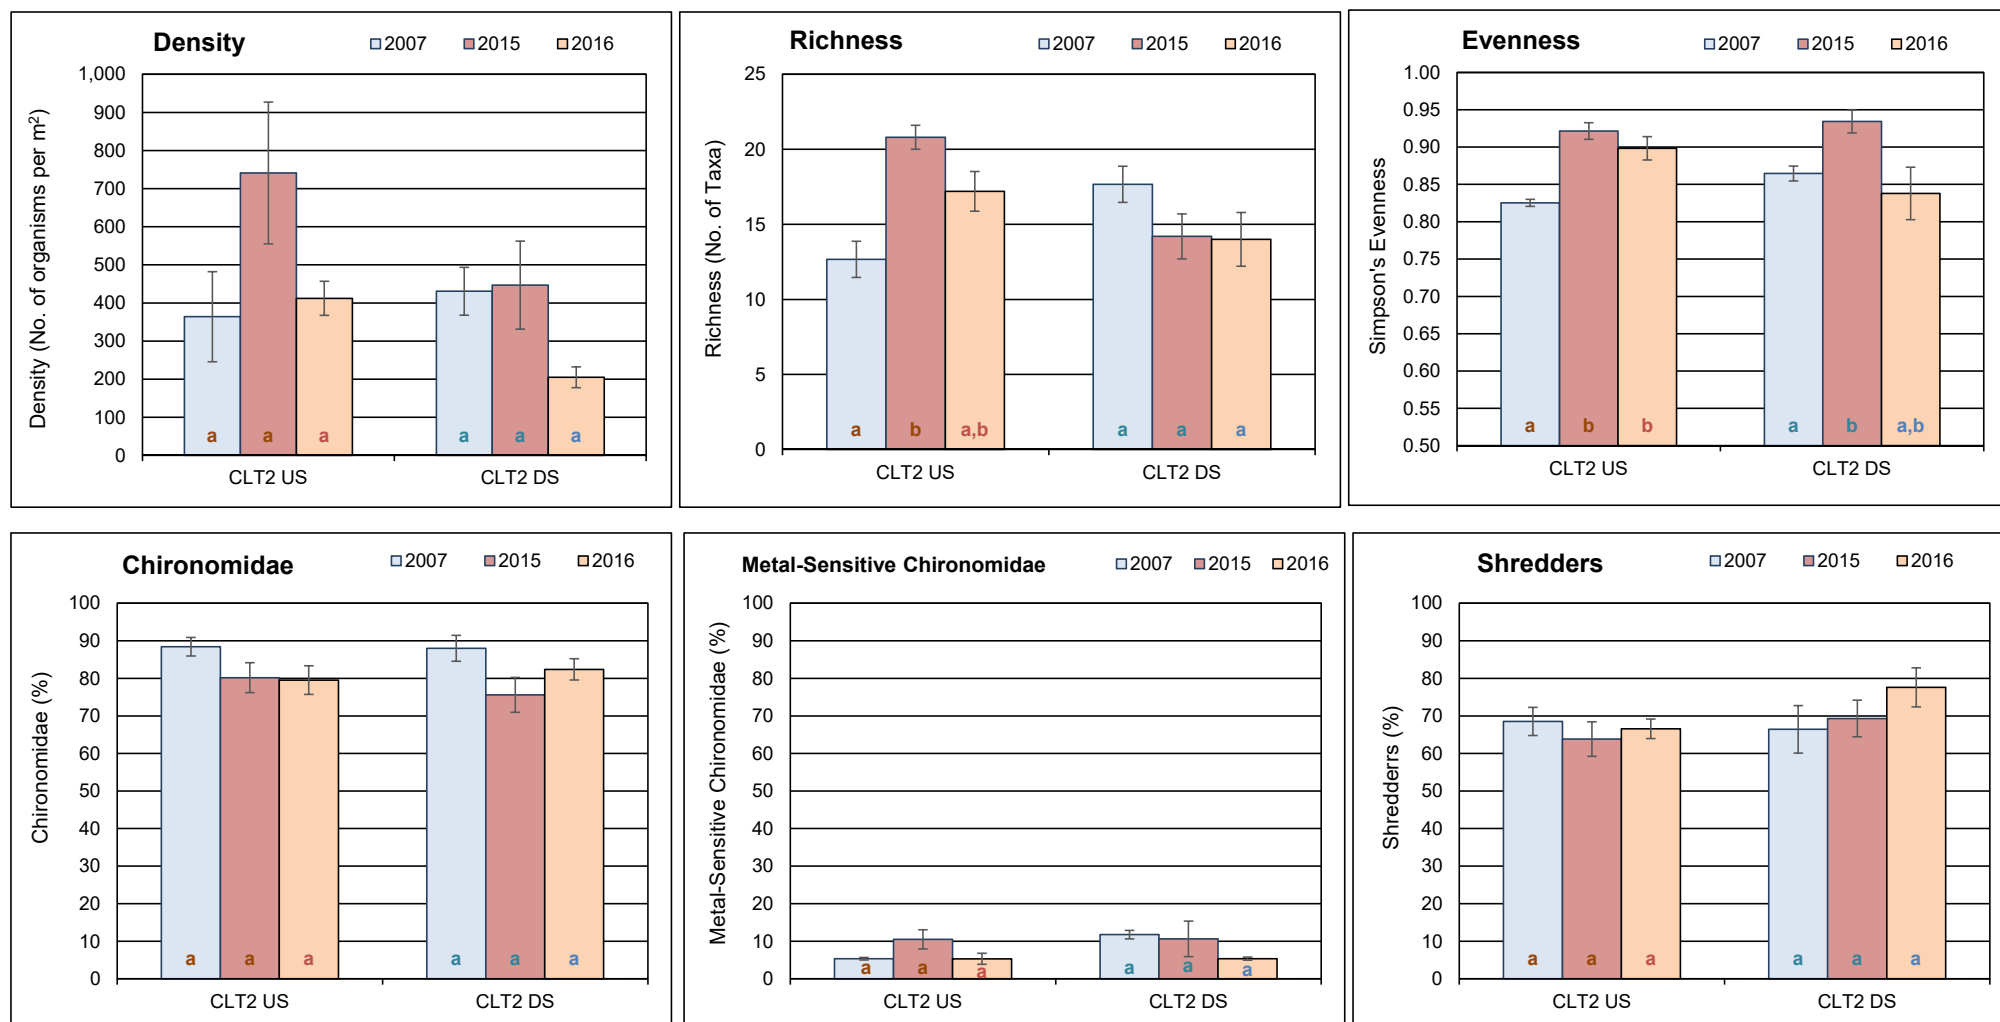 Density
2007
2015
2016
1,000
900
800
700
600
500
400
300
200
100
0
Density (No. of organisms per m²)
a
a
a
a
a
a
CLT2 US
CLT2 DS
Richness
2007
2015
2016
25
20
15
10
5
0
Richness (No. of Taxa)
a
b
a,b
a
a
a
CLT2 US
CLT2 DS
Evenness
2007
2015
2016
1.00
0.95
0.90
0.85
0.80
0.75
0.70
0.65
0.60
0.55
0.50
Simpson's Evenness
a
b
b
a
b
a,b
CLT2 US
CLT2 DS
Chironomidae
2007
2015
2016
100
90
80
70
60
50
40
30
20
10
0
Chironomidae (%)
a
a
a
a
a
a
CLT2 US
CLT2 DS
Metal-Sensitive Chironomidae
2007
2015
2016
100
90
80
70
60
50
40
30
20
10
0
Metal-Sensitive Chironomidae (%)
a
a
a
a
a
a
CLT2 US
CLT2 DS
Shredders
2007
2015
2016
100
90
80
70
60
50
40
30
20
10
0
Shredderrs (%)
a
a
a
a
a
a
CLT2 US
CLT2 DS